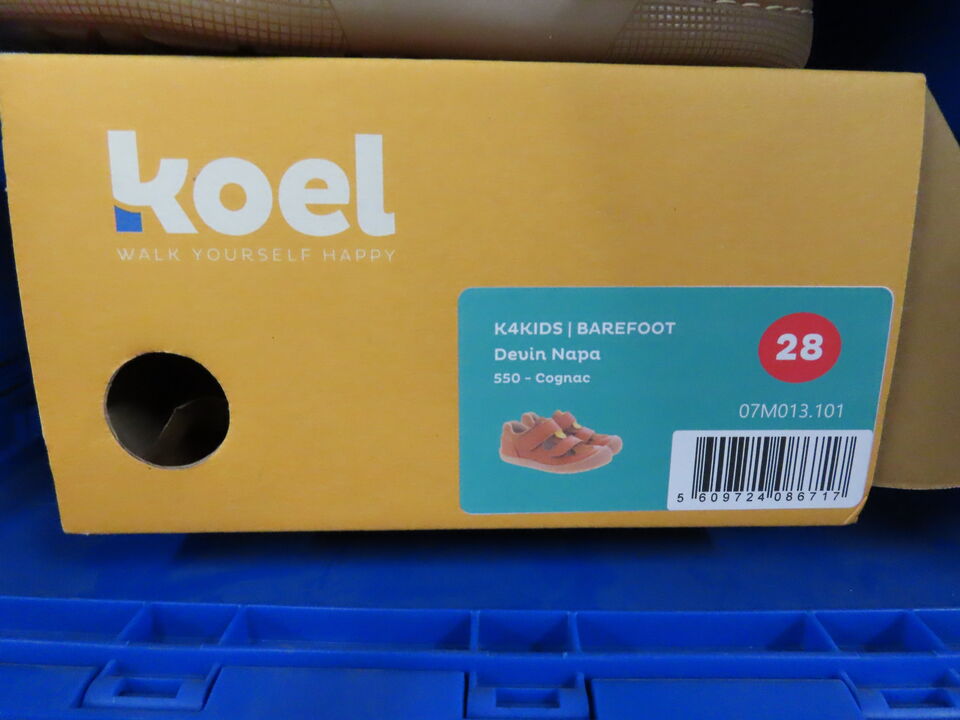 koel
WALK YOURSELF HAPPY
K4KIDS | BAREFOOT
Devin Napa
550 - Cognac
28
07M013.101
5 609724 086717